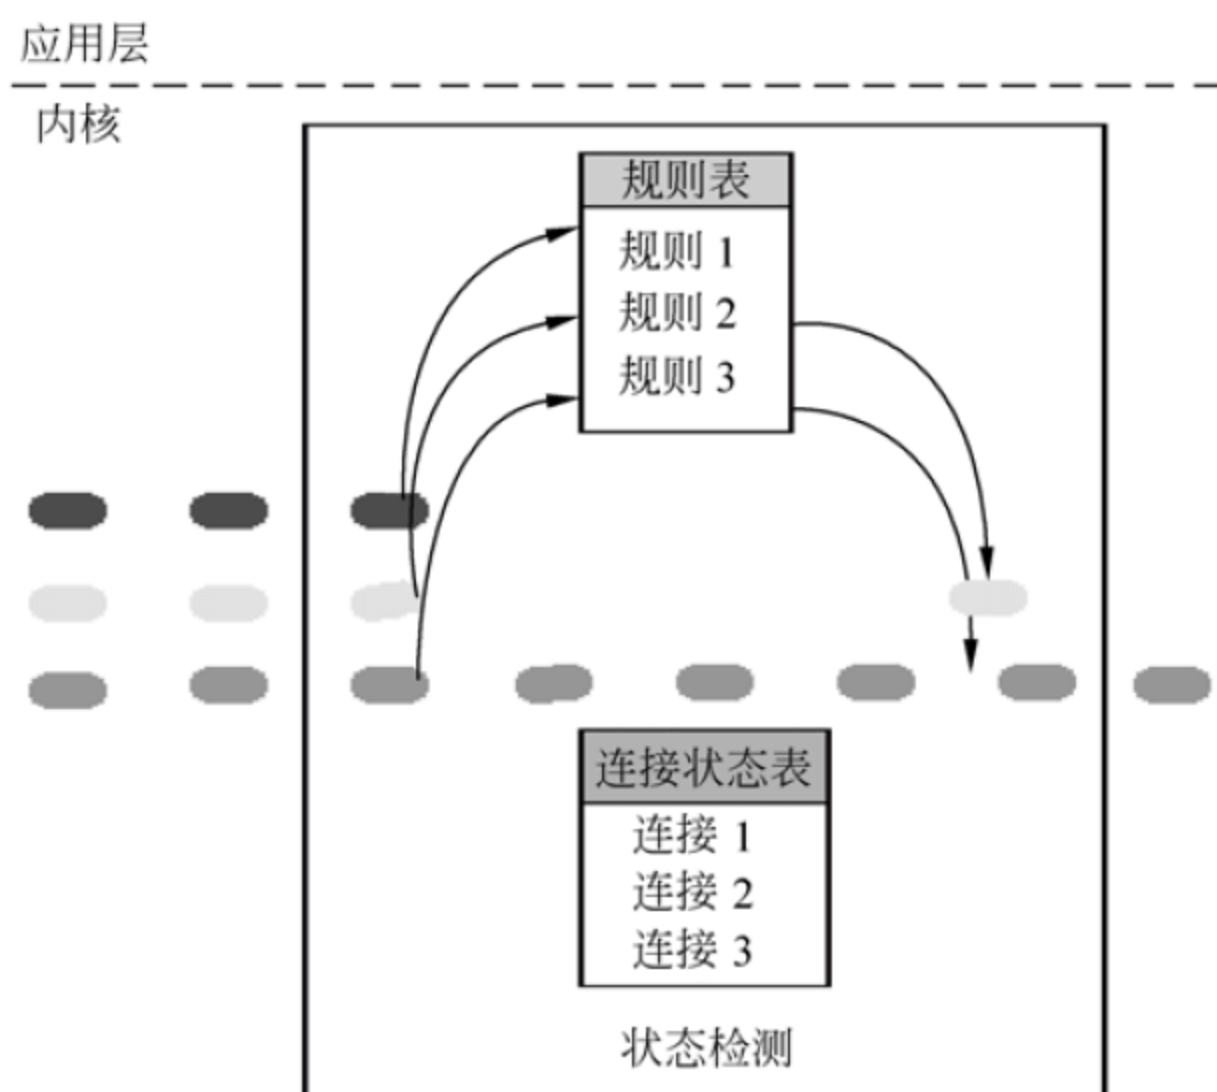 应用层
内核
规则表
规则 1
规则 2
规则 3
连接状态表
连接 1
连接 2
连接 3
状态检测